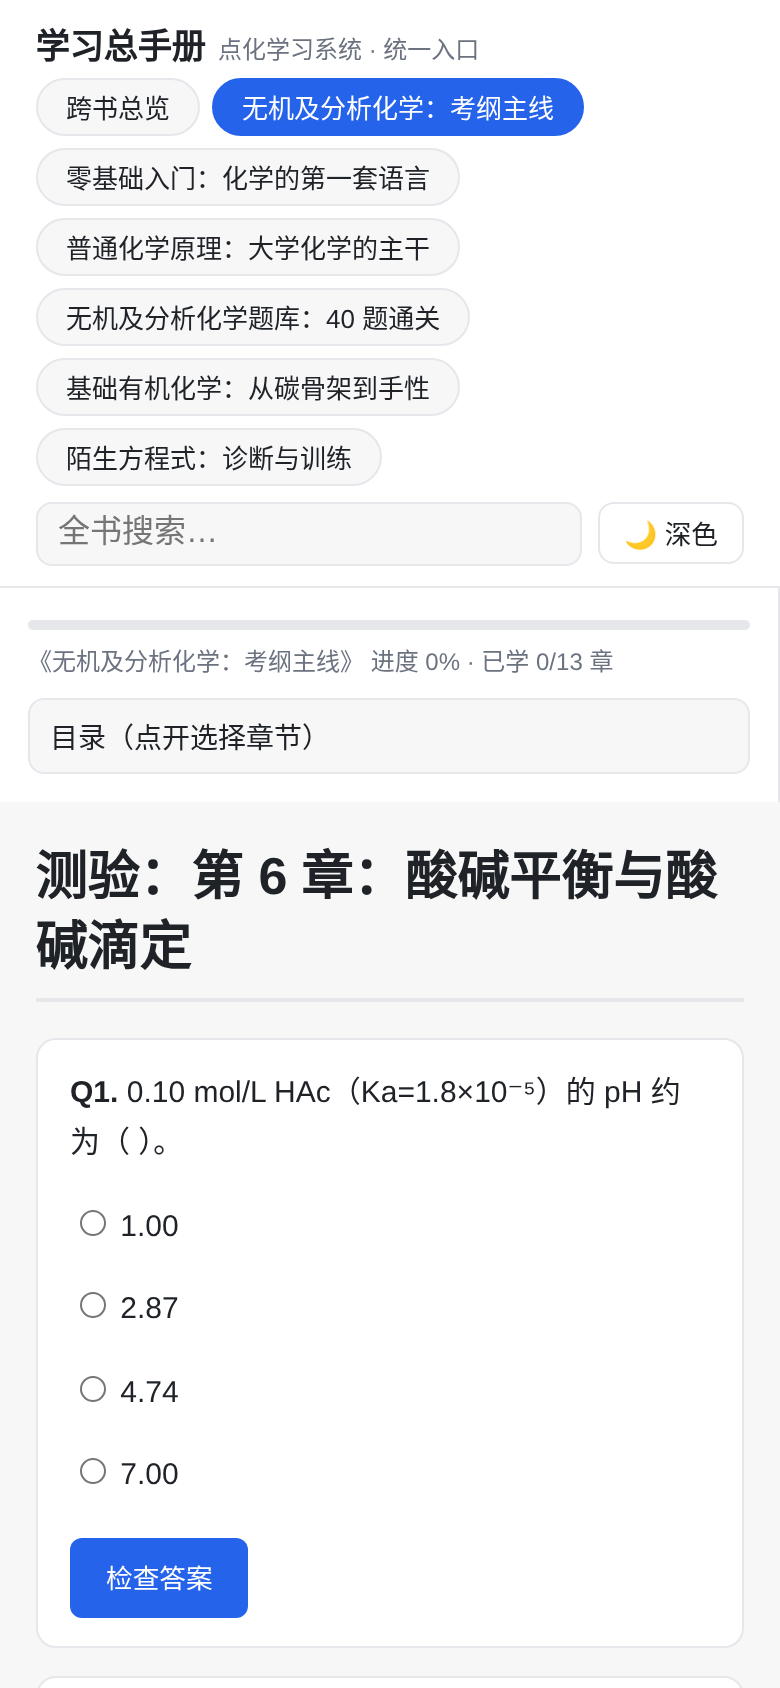 学习总手册 点化学习系统 · 统一入口
跨书总览 无机及分析化学：考纲主线
零基础入门：化学的第一套语言
普通化学原理：大学化学的主干
无机及分析化学题库：40 题通关
基础有机化学：从碳骨架到手性
陌生方程式：诊断与训练
全书搜索… 🌙 深色
《无机及分析化学：考纲主线》 进度 0% · 已学 0/13 章
目录（点开选择章节）
测验：第 6 章：酸碱平衡与酸
碱滴定
Q1. 0.10 mol/L HAc（Ka=1.8×10⁻⁵）的 pH 约
为（ ）。
1.00
2.87
4.74
7.00
检查答案